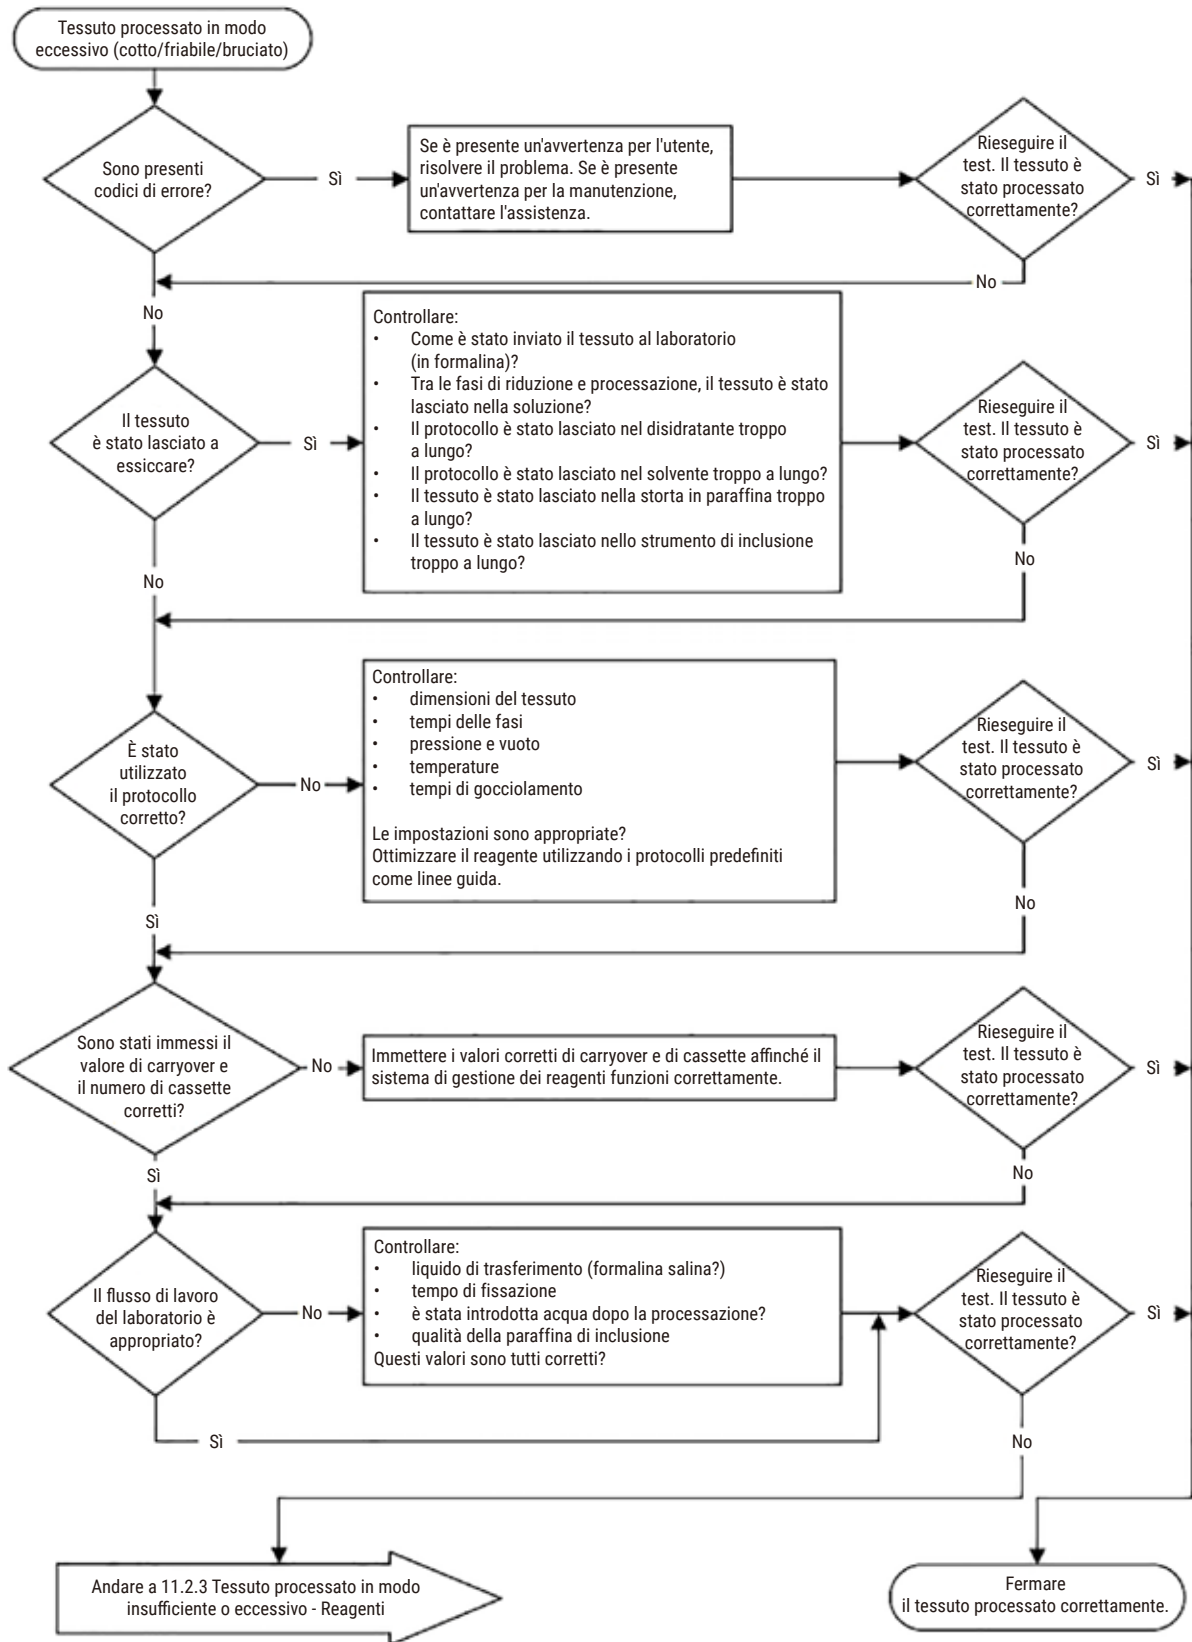 Tessuto processato in modo
eccessivo (cotto/friabile/bruciato)
Sono presenti
codici di errore?
Sì
Se è presente un'avvertenza per l'utente,
risolvere il problema. Se è presente
un'avvertenza per la manutenzione,
contattare l'assistenza.
Rieseguire il
test. Il tessuto è
stato processato
correttamente?
Sì
No
No
Il tessuto
è stato lasciato a
essiccare?
Sì
Controllare:
• Come è stato inviato il tessuto al laboratorio
(in formalina)?
• Tra le fasi di riduzione e processazione, il tessuto è stato
lasciato nella soluzione?
• Il protocollo è stato lasciato nel disidratante troppo
a lungo?
• Il protocollo è stato lasciato nel solvente troppo a lungo?
• Il tessuto è stato lasciato nella storta in paraffina troppo
a lungo?
• Il tessuto è stato lasciato nello strumento di inclusione
troppo a lungo?
Rieseguire il
test. Il tessuto è
stato processato
correttamente?
Sì
No
No
È stato
utilizzato
il protocollo
corretto?
No
Controllare:
• dimensioni del tessuto
• tempi delle fasi
• pressione e vuoto
• temperature
• tempi di gocciolamento
Le impostazioni sono appropriate?
Ottimizzare il reagente utilizzando i protocolli predefiniti
come linee guida.
Rieseguire il
test. Il tessuto è
stato processato
correttamente?
Sì
No
Sì
Sono stati immessi il
valore di carryover e
il numero di cassette
corretti?
No
Immettere i valori corretti di carryover e di cassette affinché il
sistema di gestione dei reagenti funzioni correttamente.
Rieseguire il
test. Il tessuto è
stato processato
correttamente?
Sì
No
Sì
Il flusso di lavoro
del laboratorio è
appropriato?
No
Controllare:
• liquido di trasferimento (formalina salina?)
• tempo di fissazione
• è stata introdotta acqua dopo la processazione?
• qualità della paraffina di inclusione
Questi valori sono tutti corretti?
Rieseguire il
test. Il tessuto è
stato processato
correttamente?
Sì
Sì
No
Andare a 11.2.3 Tessuto processato in modo
insufficiente o eccessivo - Reagenti
Fermare
il tessuto processato correttamente.